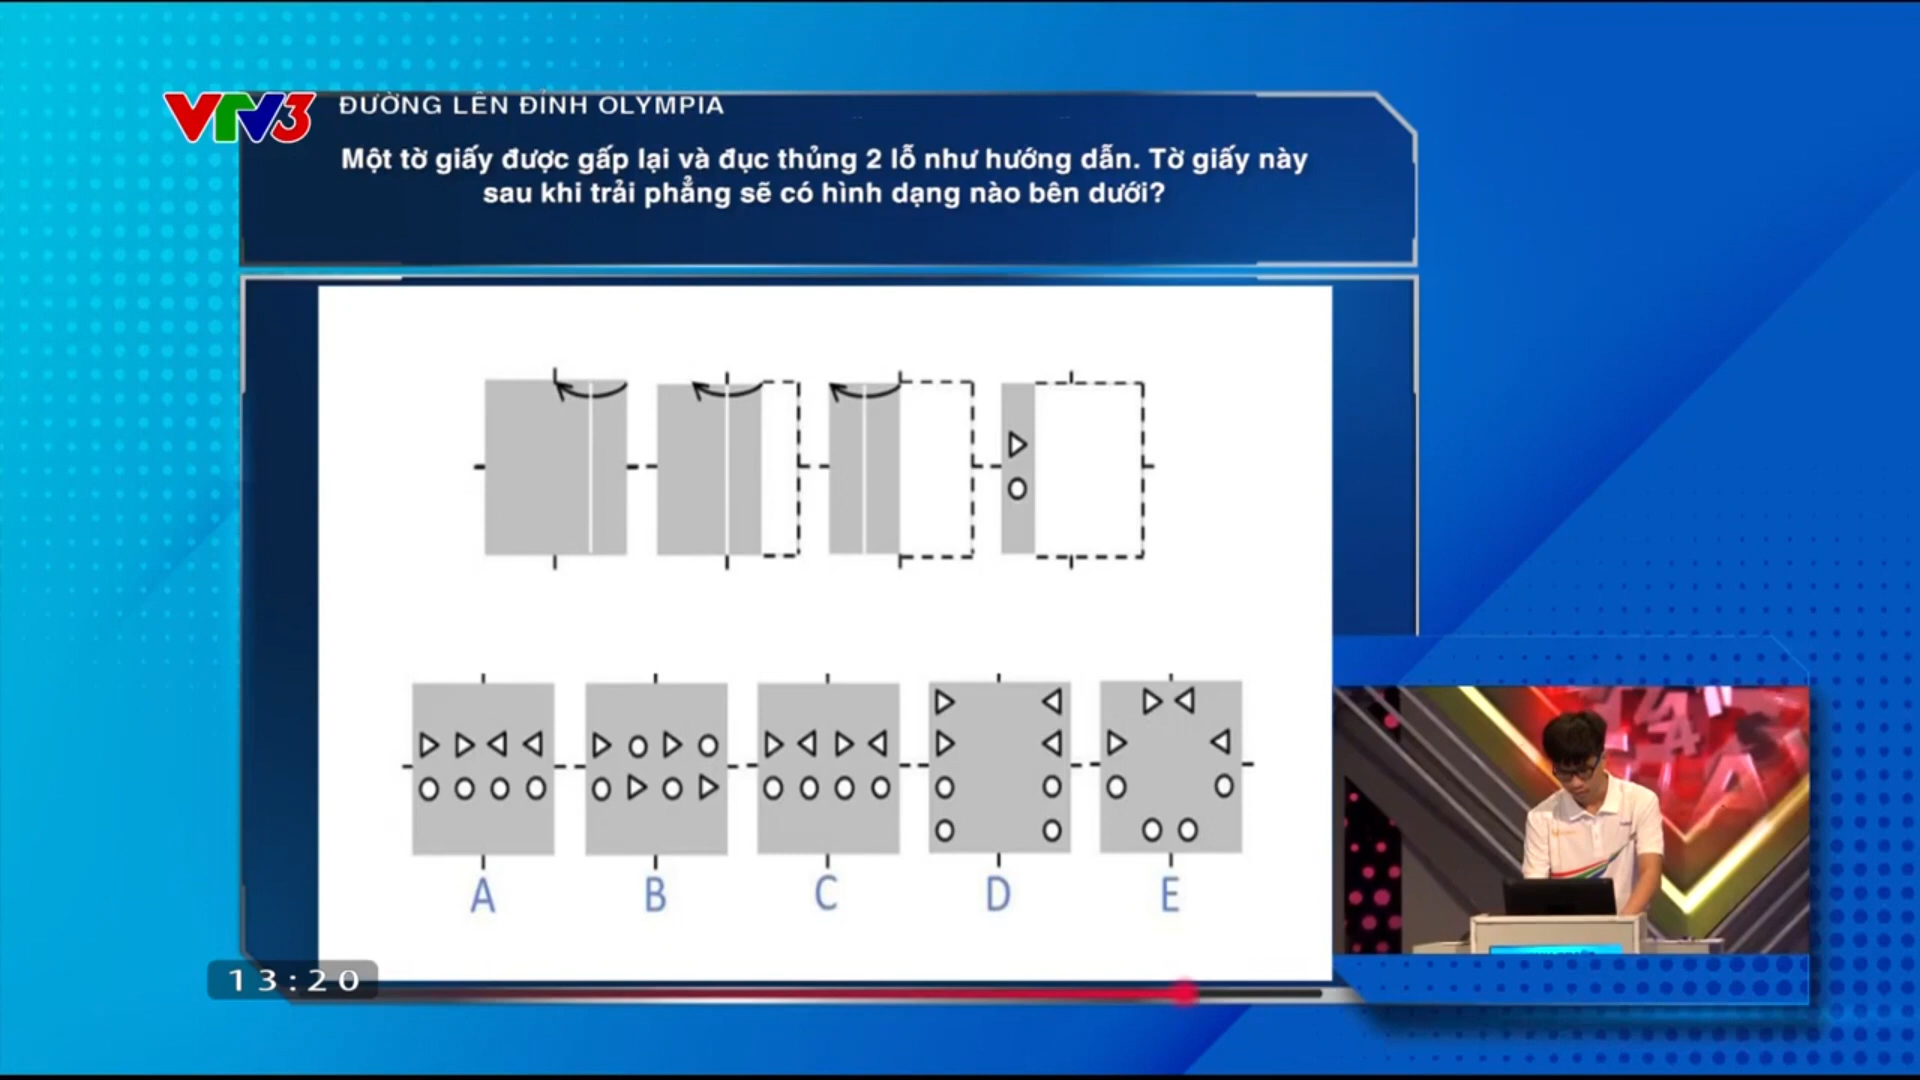 VTV3
ĐƯỜNG LÊN ĐỈNH OLYMPIA
Một tờ giấy được gấp lại và đục thủng 2 lỗ như hướng dẫn. Tờ giấy này
sau khi trải phẳng sẽ có hình dạng nào bên dưới?
A B C D E
13:20